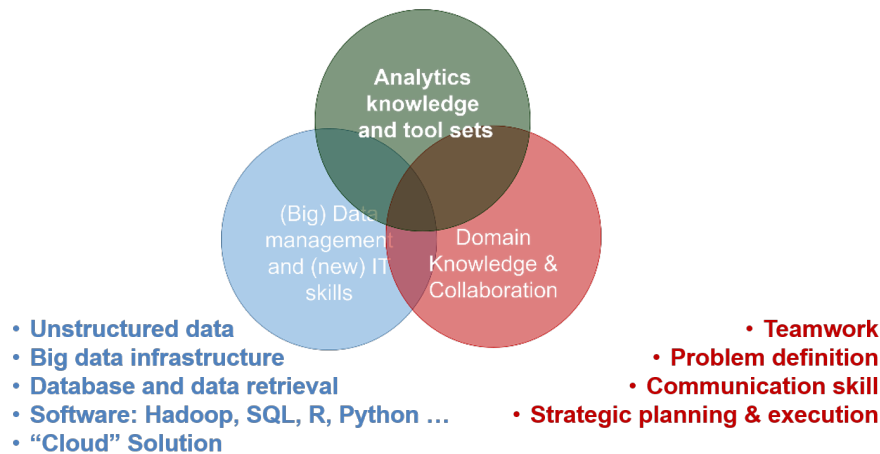 Analytics
knowledge
and tool sets
(Big) Data
management
and (new) IT
skills
Domain
Knowledge &
Collaboration
• Unstructured data
• Big data infrastructure
• Database and data retrieval
• Software: Hadoop, SQL, R, Python …
• “Cloud” Solution
• Teamwork
• Problem definition
• Communication skill
• Strategic planning & execution